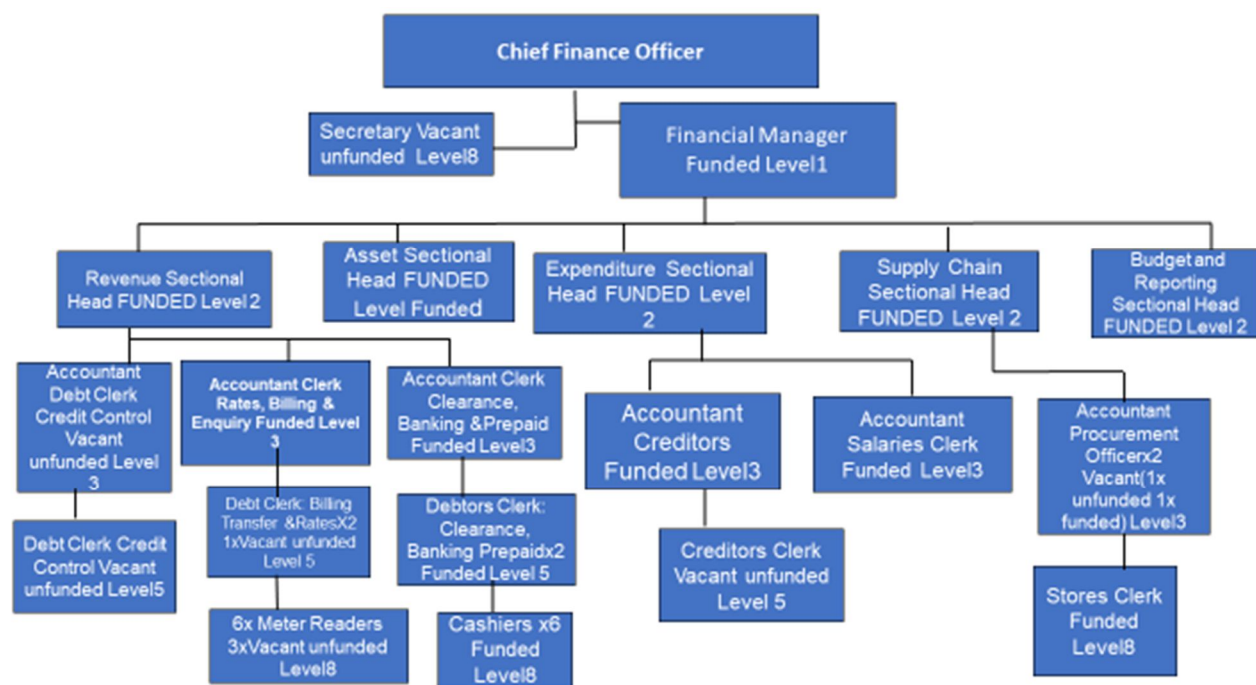 Chief Finance Officer
Secretary Vacant
unfunded Level8
Financial Manager
Funded Level1
Revenue Sectional
Head FUNDED Level 2
Asset Sectional
Head FUNDED
Level Funded
Expenditure Sectional
Head FUNDED Level
2
Supply Chain
Sectional Head
FUNDED Level 2
Budget and
Reporting
Sectional Head
FUNDED Level 2
Accountant
Debt Clerk
Credit Control
Vacant
unfunded Level
3
Accountant Clerk
Rates, Billing &
Enquiry Funded Level
3
Accountant Clerk
Clearance,
Banking &Prepaid
Funded Level3
Accountant
Creditors
Funded Level3
Accountant
Salaries Clerk
Funded Level3
Accountant
Procurement
Officerx2
Vacant(1x
unfunded 1x
funded) Level3
Debt Clerk Credit
Control Vacant
unfunded Level5
Debt Clerk: Billing
Transfer &RatesX2
1xVacant unfunded
Level 5
Debtors Clerk:
Clearance,
Banking Prepaidx2
Funded Level 5
Creditors Clerk
Vacant unfunded
Level 5
Stores Clerk
Funded
Level8
6x Meter Readers
3xVacant unfunded
Level8
Cashiers x6
Funded
Level8